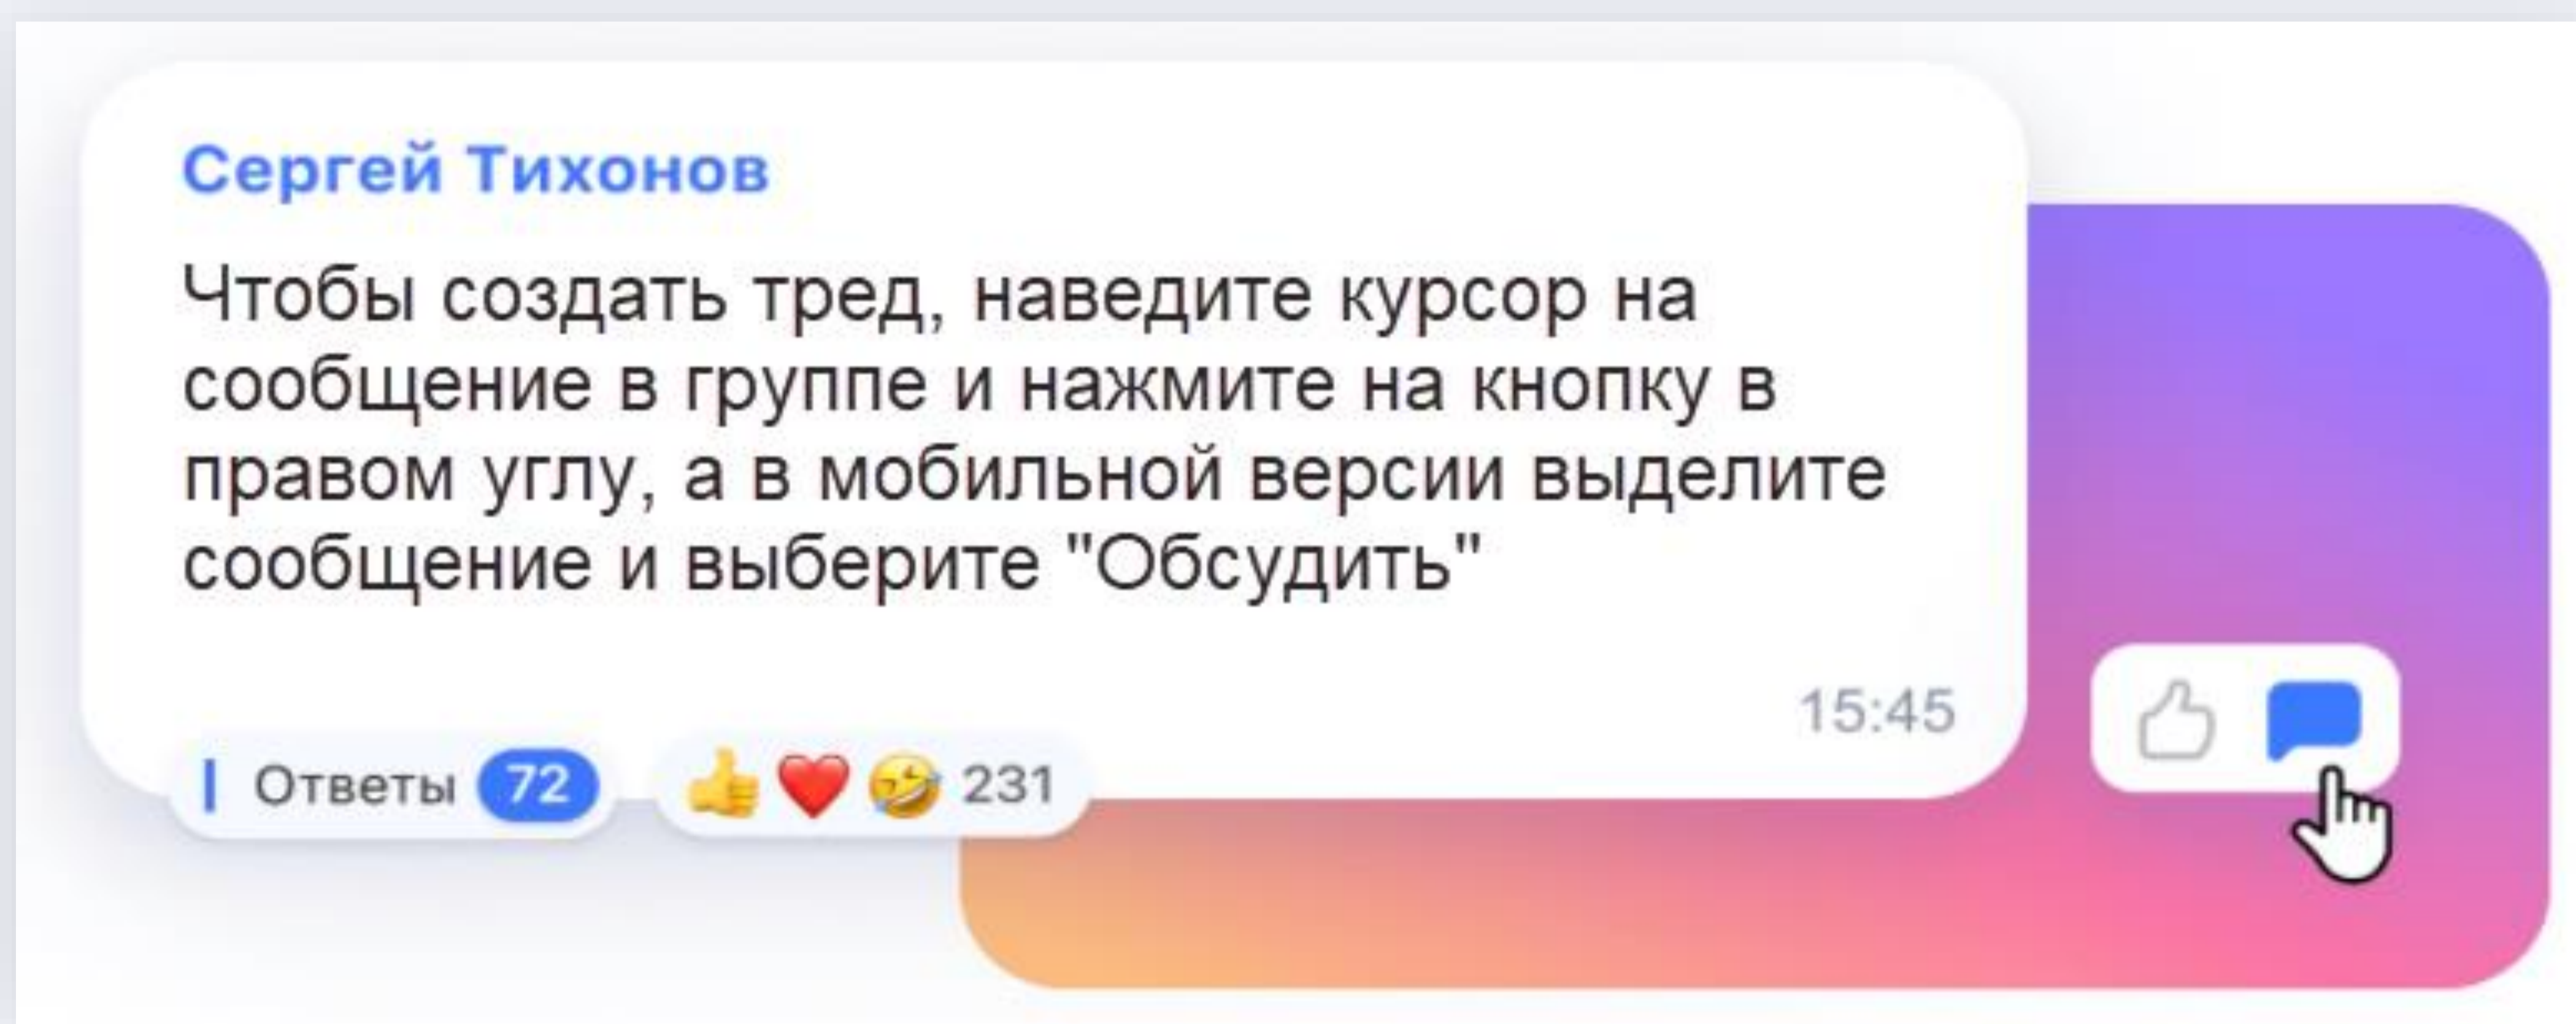 Сергей Тихонов
Чтобы создать тред, наведите курсор на
сообщение в группе и нажмите на кнопку в
правом углу, а в мобильной версии выделите
сообщение и выберите "Обсудить"
15:45
Ответы 72 👍❤️🤣 231